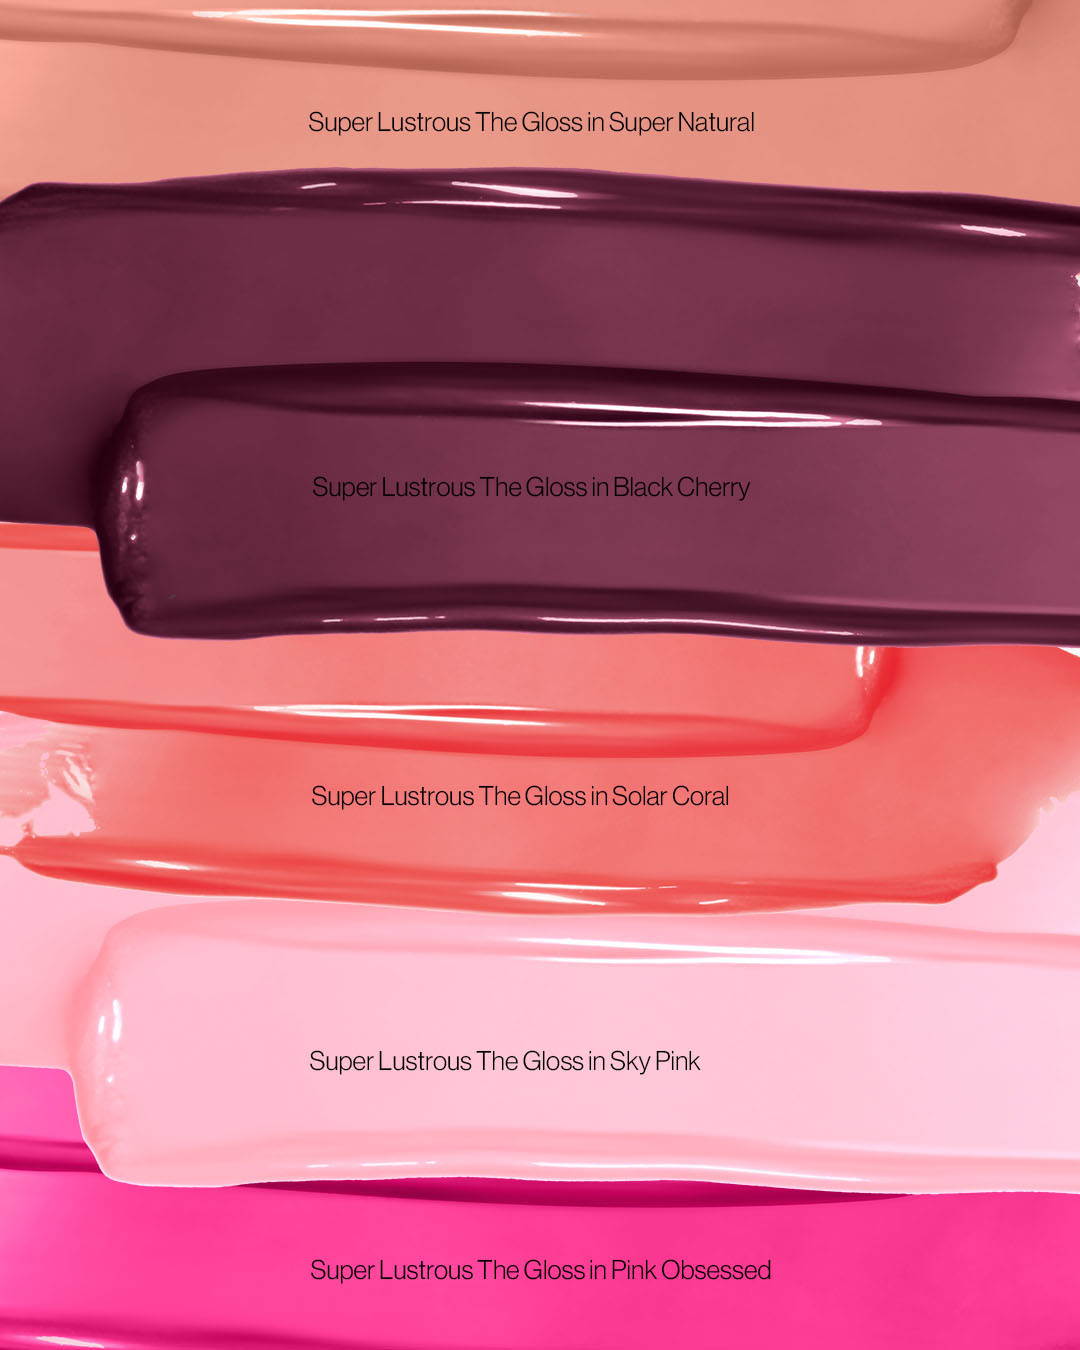 Super Lustrous The Gloss in Super Natural
Super Lustrous The Gloss in Black Cherry
Super Lustrous The Gloss in Solar Coral
Super Lustrous The Gloss in Sky Pink
Super Lustrous The Gloss in Pink Obsessed